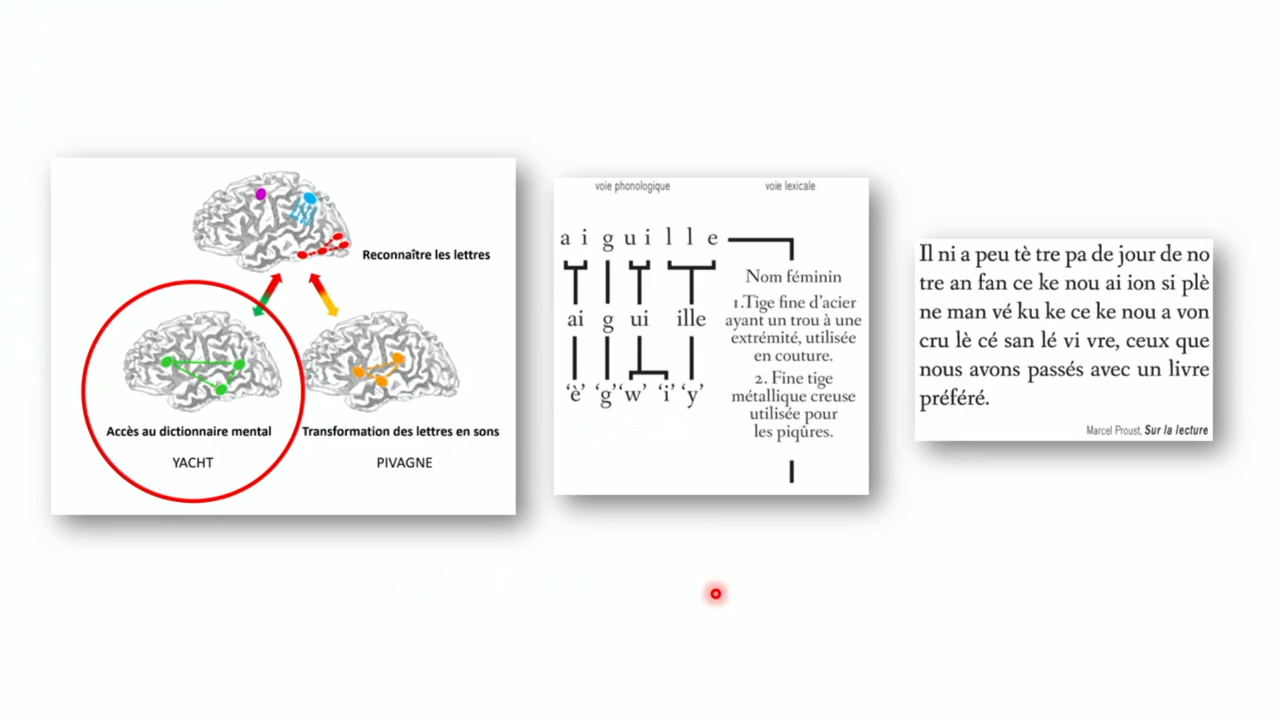 Reconnaître les lettres
Accès au dictionnaire mental
Transformation des lettres en sons
YACHT
PIVAGNE
voie phonologique
voie lexicale
a i g u i l l e
ai g ui ille
‘è’ ‘g’ ‘w’ ‘i’ ‘y’
Nom féminin
1.Tige fine d’acier
ayant un trou à une
extrémité, utilisée
en couture.
2. Fine tige
métallique creuse
utilisée pour
les piqûres.
Il ni a peu tè tre pa de jour de no
tre an fan ce ke nou ai ion si plè
ne man vé ku ke ce ke nou a von
cru lè cé san lé vi vre, ceux que
nous avons passés avec un livre
préféré.
Marcel Proust, Sur la lecture